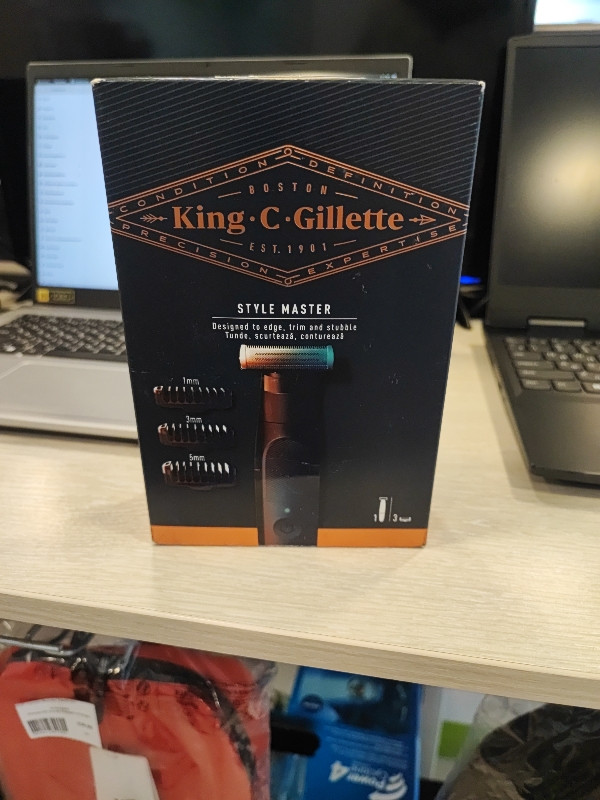 CONDITION
DEFINITION
BOSTON
King·C·Gillette
EST. 1901
PRECISION
EXPERTISE
STYLE MASTER
Designed to edge, trim and stubble
Tunde, scurtează, conturează
1mm
3mm
5mm
1
3
Power4